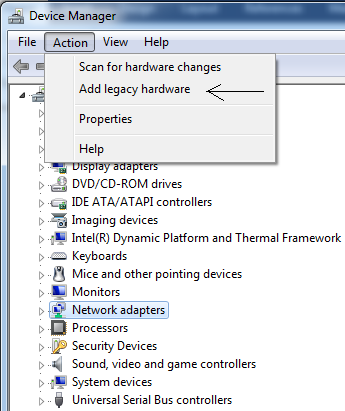 Device Manager
File Action View Help
Scan for hardware changes
Add legacy hardware
Properties
Help
Display adapters
DVD/CD-ROM drives
IDE ATA/ATAPI controllers
Imaging devices
Intel(R) Dynamic Platform and Thermal Framework
Keyboards
Mice and other pointing devices
Monitors
Network adapters
Processors
Security Devices
Sound, video and game controllers
System devices
Universal Serial Bus controllers